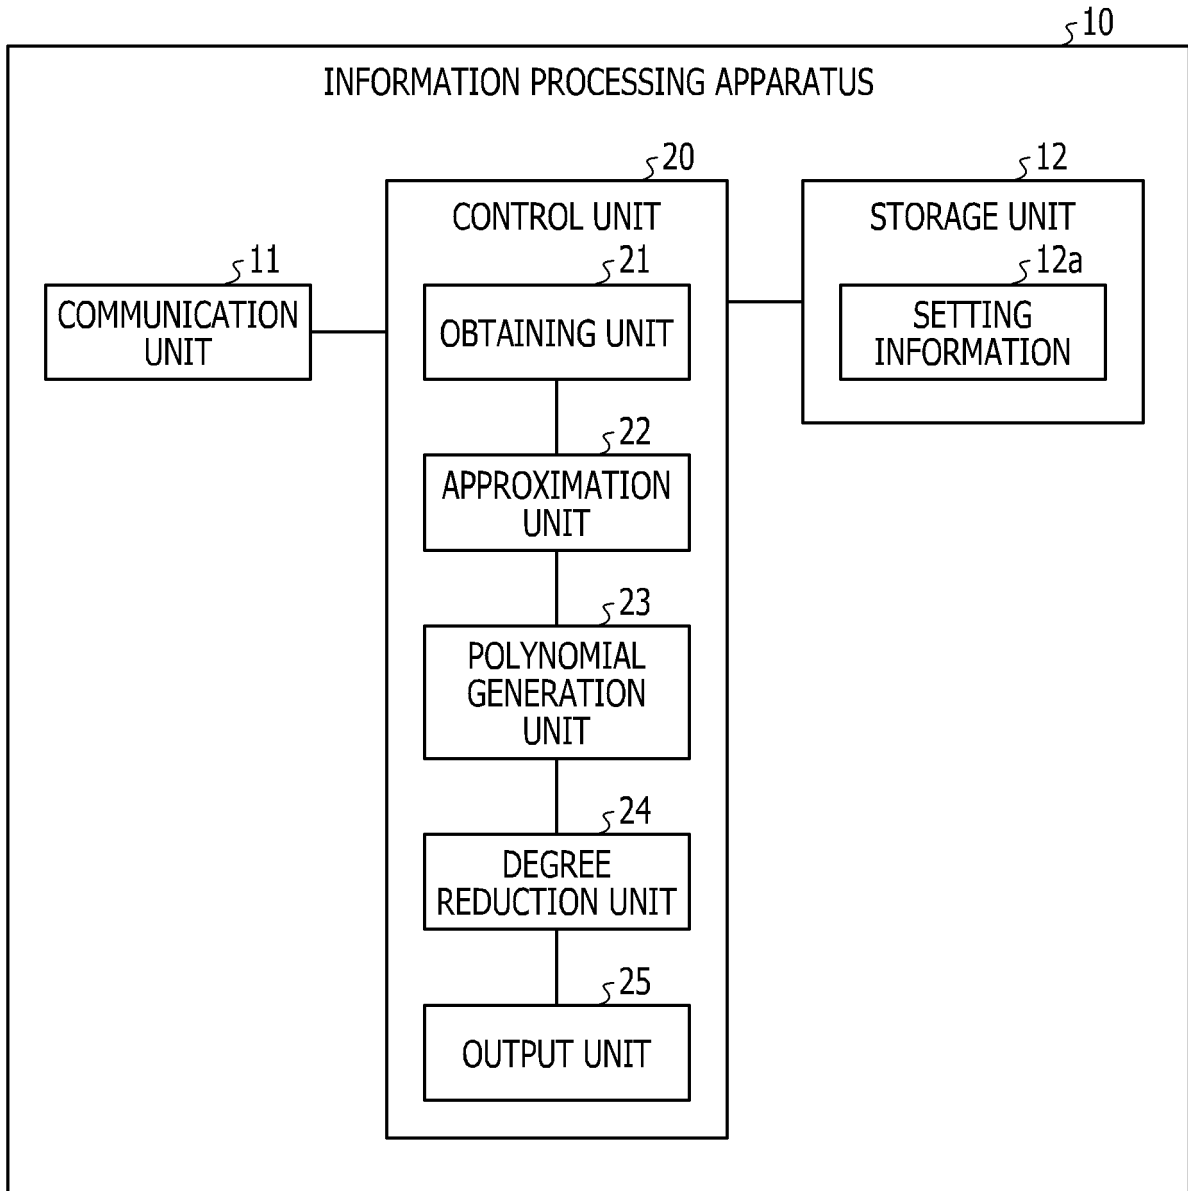 10
INFORMATION PROCESSING APPARATUS
20
CONTROL UNIT
12
STORAGE UNIT
11
COMMUNICATION
UNIT
21
OBTAINING UNIT
12a
SETTING
INFORMATION
22
APPROXIMATION
UNIT
23
POLYNOMIAL
GENERATION
UNIT
24
DEGREE
REDUCTION UNIT
25
OUTPUT UNIT